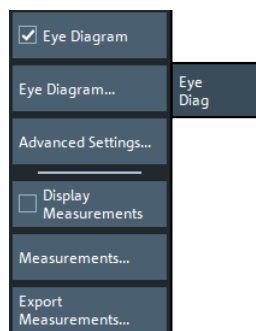 Eye Diagram
Eye Diagram...
Eye
Diag
Advanced Settings...
Display
Measurements
Measurements...
Export
Measurements...